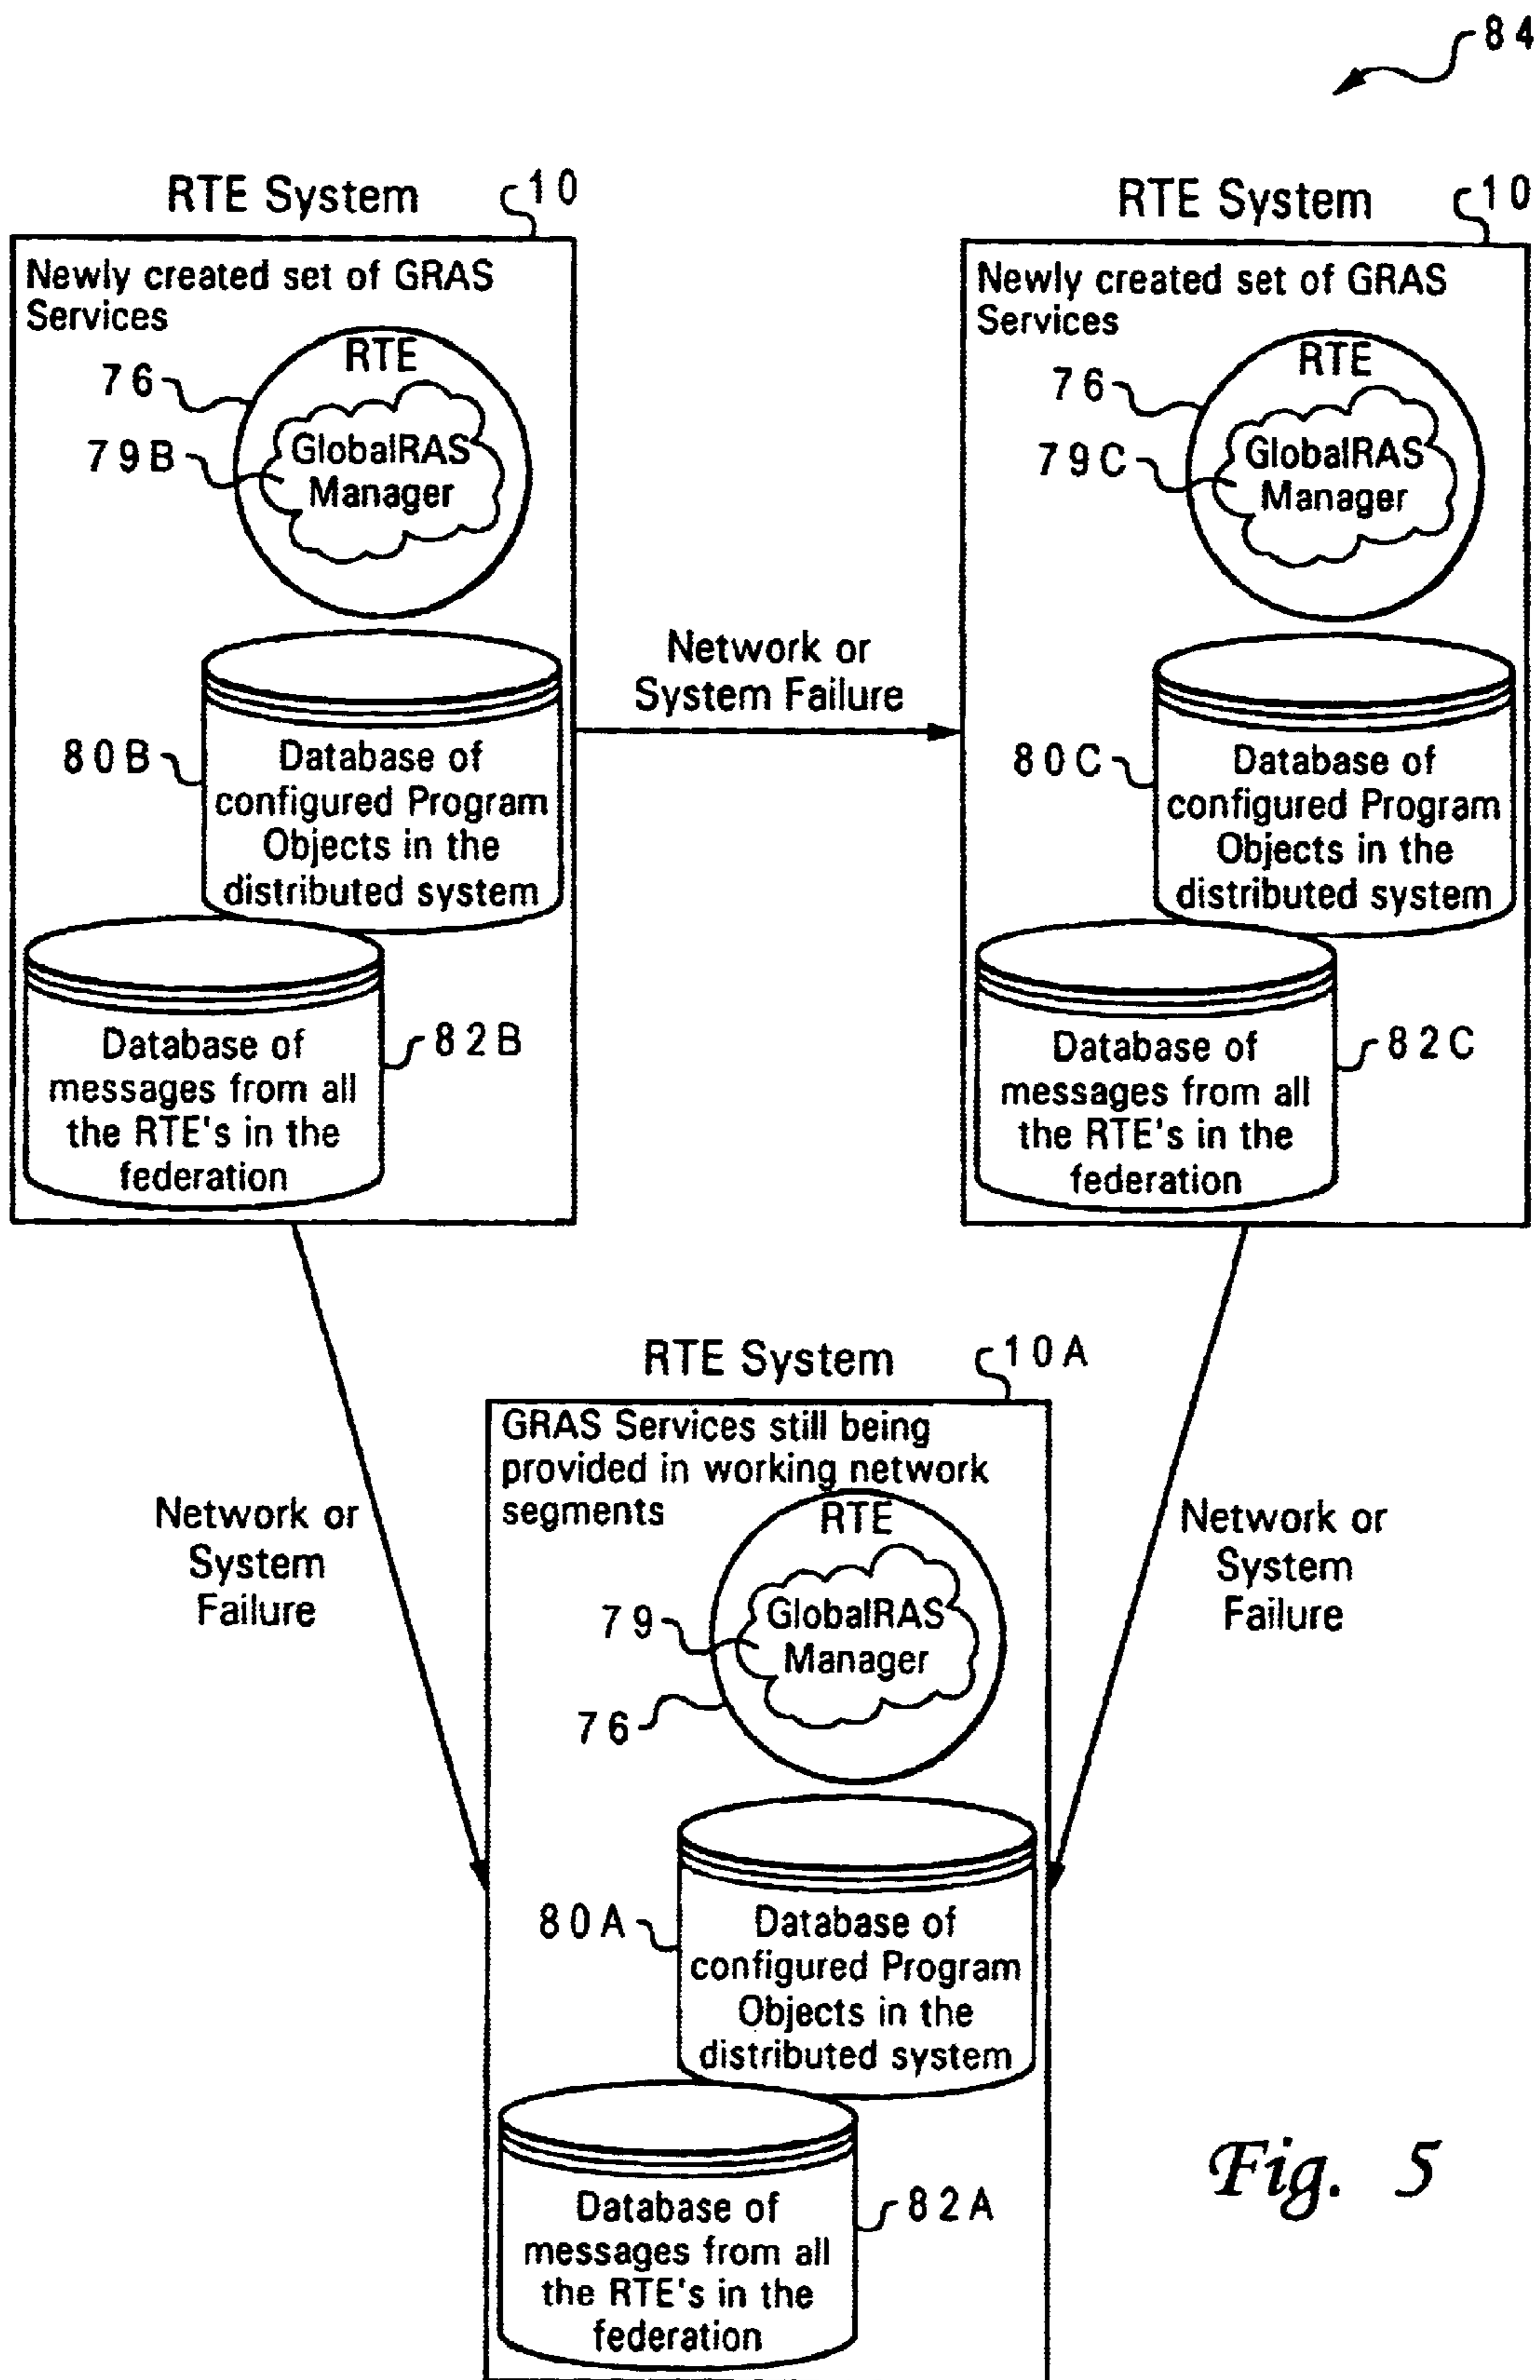 84
RTE System
10
Newly created set of GRAS
Services
RTE
76
GlobalRAS
79B
Manager
80B
Database of
configured Program
Objects in the
distributed system
Database of
messages from all
the RTE's in the
federation
82B
Network or
System Failure
RTE System
10
Newly created set of GRAS
Services
RTE
76
GlobalRAS
79C
Manager
80C
Database of
configured Program
Objects in the
distributed system
Database of
messages from all
the RTE's in the
federation
82C
Network or
System
Failure
RTE System
10A
GRAS Services still being
provided in working network
segments
RTE
79
GlobalRAS
Manager
76
80A
Database of
configured Program
Objects in the
distributed system
Database of
messages from all
the RTE's in the
federation
82A
Network or
System
Failure
Fig. 5